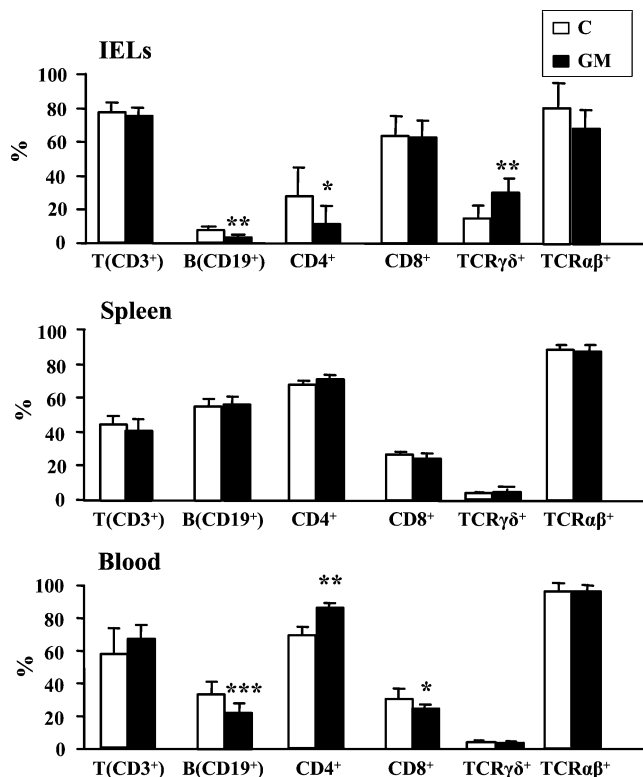 C
GM
IELs
100
80
60
40
20
0
%
** * **
T(CD3⁺) B(CD19⁺) CD4⁺ CD8⁺ TCRγδ⁺ TCRαβ⁺
Spleen
100
80
60
40
20
0
%
T(CD3⁺) B(CD19⁺) CD4⁺ CD8⁺ TCRγδ⁺ TCRαβ⁺
Blood
100
80
60
40
20
0
%
*** ** *
T(CD3⁺) B(CD19⁺) CD4⁺ CD8⁺ TCRγδ⁺ TCRαβ⁺